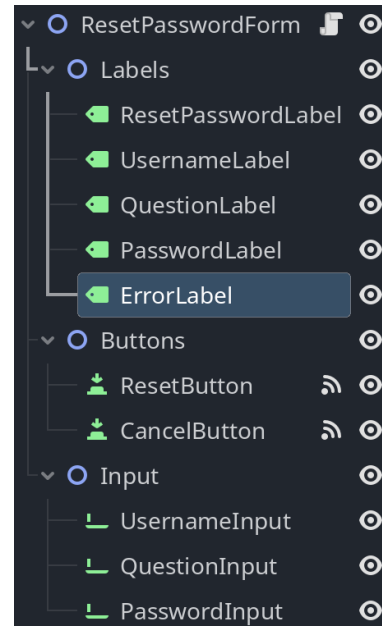 ResetPasswordForm
Labels
ResetPasswordLabel
UsernameLabel
QuestionLabel
PasswordLabel
ErrorLabel
Buttons
ResetButton
CancelButton
Input
UsernameInput
QuestionInput
PasswordInput